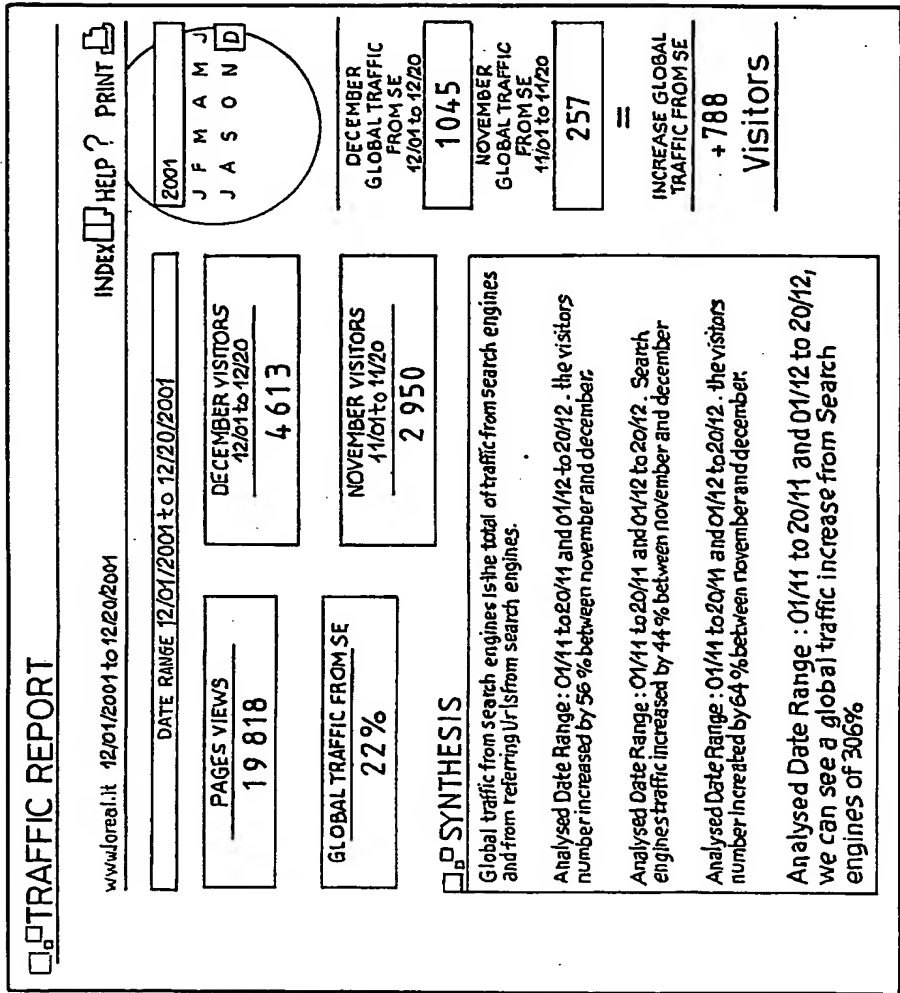 TRAFFIC REPORT
www.loreal.it 12/01/2001 to 12/20/2001
INDEX HELP ? PRINT
DATE RANGE 12/01/2001 to 12/20/2001
2001
J F M A M J
J A S O N D
PAGES VIEWS
19 818
DECEMBER VISITORS
12/01 to 12/20
4 613
GLOBAL TRAFFIC FROM SE
22%
NOVEMBER VISITORS
11/01 to 11/20
2 950
DECEMBER
GLOBAL TRAFFIC
FROM SE
12/01 to 12/20
1045
NOVEMBER
GLOBAL TRAFFIC
FROM SE
11/01 to 11/20
257
=
INCREASE GLOBAL
TRAFFIC FROM SE
+788
Visitors
SYNTHESIS
Global traffic from search engines is the total of traffic from search engines
and from referring Urls from search engines.
Analysed Date Range : 01/11 to 20/11 and 01/12 to 20/12 - the visitors
number increased by 56 % between november and december.
Analysed Date Range : 01/11 to 20/11 and 01/12 to 20/12 . Search
engines traffic increased by 44 % between november and december
Analysed Date Range : 01/11 to 20/11 and 01/12 to 20/12 . the visitors
number increated by 64 % between november and december.
Analysed Date Range : 01/11 to 20/11 and 01/12 to 20/12,
we can see a global traffic increase from Search
engines of 306%